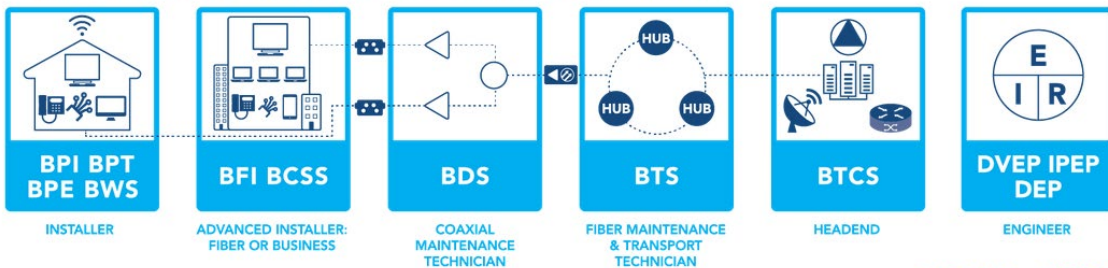 HUB
HUB
HUB
E
I R
BPI BPT
BPE BWS
BFI BCSS
BDS
BTS
BTCS
DVEP IPEP
DEP
INSTALLER
ADVANCED INSTALLER:
FIBER OR BUSINESS
COAXIAL
MAINTENANCE
TECHNICIAN
FIBER MAINTENANCE
& TRANSPORT
TECHNICIAN
HEADEND
ENGINEER